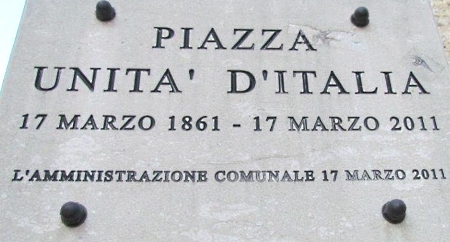 PIAZZA
UNITA' D'ITALIA
17 MARZO 1861 - 17 MARZO 2011
L'AMMINISTRAZIONE COMUNALE 17 MARZO 2011